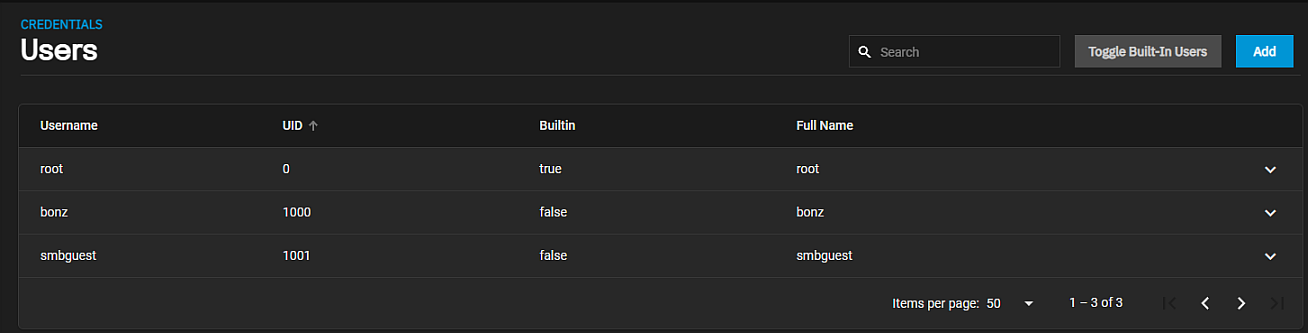 CREDENTIALS
Users
Search
Toggle Built-In Users
Add
Username UID Builtin Full Name
root 0 true root
bonz 1000 false bonz
smbguest 1001 false smbguest
Items per page: 50 1 – 3 of 3